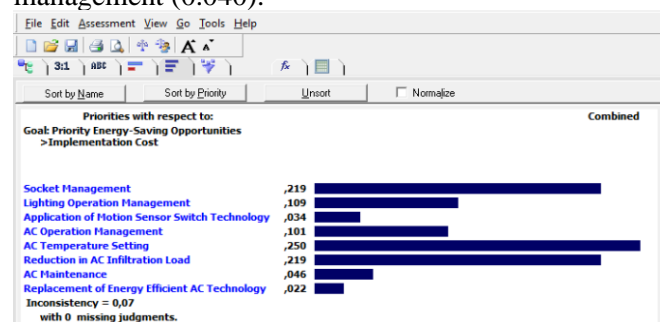 management (0.046).
File Edit Assessment View Go Tools Help
A A
3:1 ABC fx
Sort by Name Sort by Priority Unsort Normalize
Priorities with respect to: Combined
Goal: Priority Energy-Saving Opportunities
>Implementation Cost
Socket Management ,219
Lighting Operation Management ,109
Application of Motion Sensor Switch Technology ,034
AC Operation Management ,101
AC Temperature Setting ,250
Reduction in AC Infiltration Load ,219
AC Maintenance ,046
Replacement of Energy Efficient AC Technology ,022
Inconsistency = 0,07
with 0 missing judgments.